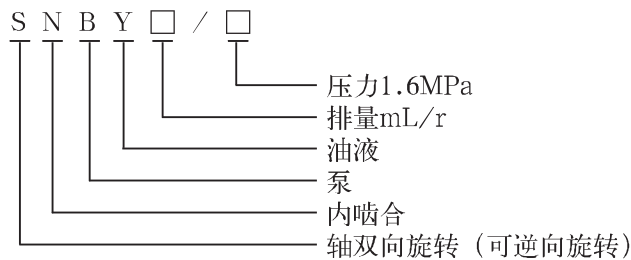 SNBY□/□
压力1.6MPa
排量mL/r
油液
泵
内啮合
轴双向旋转（可逆向旋转）